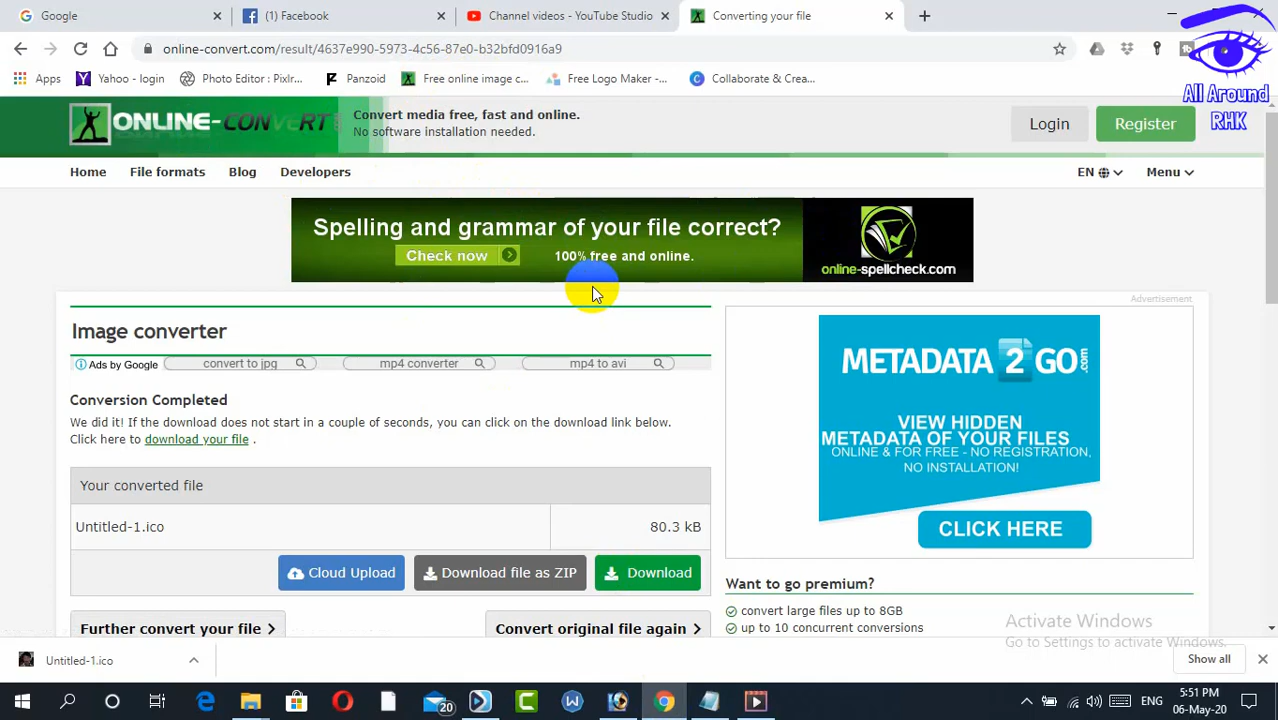 Google
(1) Facebook
Channel videos - YouTube Studio
Converting your file
online-convert.com/result/4637e990-5973-4c56-87e0-b32bfd0916a9
Apps
Yahoo - login
Photo Editor : Pixlr...
Panzoid
Free online image c...
Free Logo Maker -...
Collaborate & Crea...
All Around
RHK
ONLINE-CONVERT
Convert media free, fast and online.
No software installation needed.
Login
Register
Home
File formats
Blog
Developers
EN
Menu
Spelling and grammar of your file correct?
Check now
100% free and online.
online-spellcheck.com
Advertisement
Image converter
Ads by Google
convert to jpg
mp4 converter
mp4 to avi
Conversion Completed
We did it! If the download does not start in a couple of seconds, you can click on the download link below.
Click here to download your file .
Your converted file
Untitled-1.ico
80.3 kB
Cloud Upload
Download file as ZIP
Download
Further convert your file
Convert original file again
METADATA 2 GO.com
VIEW HIDDEN
METADATA OF YOUR FILES
ONLINE & FOR FREE - NO REGISTRATION,
NO INSTALLATION!
CLICK HERE
Want to go premium?
convert large files up to 8GB
up to 10 concurrent conversions
Activate Windows
Go to Settings to activate Windows.
Untitled-1.ico
Show all
20
ENG
5:51 PM
06-May-20